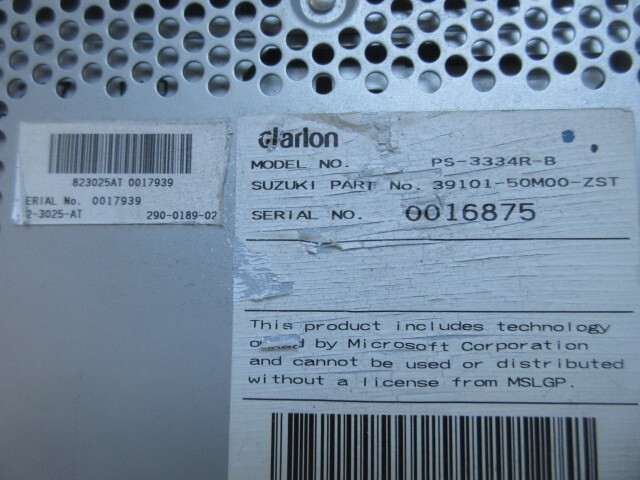 823025AT 0017939
ERIAL No. 0017939
2-3025-AT 290-0189-02
clarion
MODEL NO. PS-3334R-B
SUZUKI PART No. 39101-50M00-ZST
SERIAL NO. 0016875
This product includes technology
owned by Microsoft Corporation
and cannot be used or distributed
without a license from MSLGP.